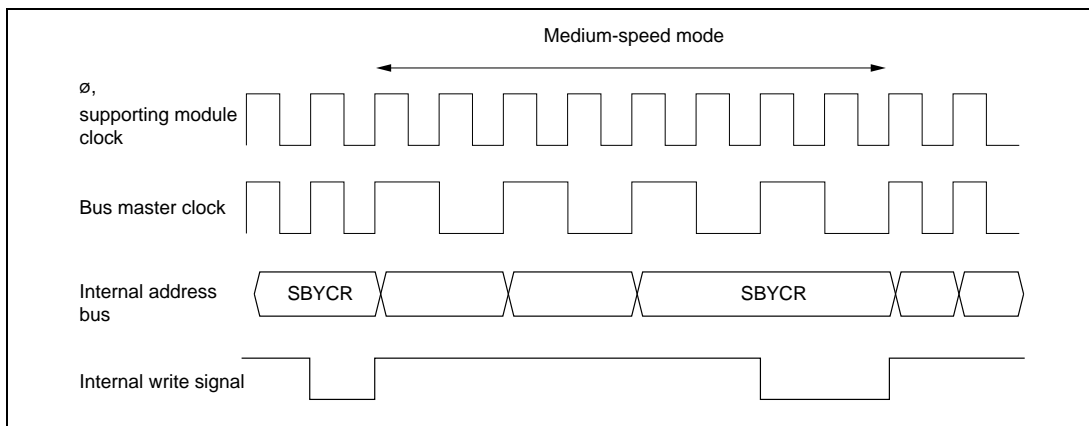 Medium-speed mode
ø,
supporting module
clock
Bus master clock
Internal address
bus
SBYCR
SBYCR
Internal write signal